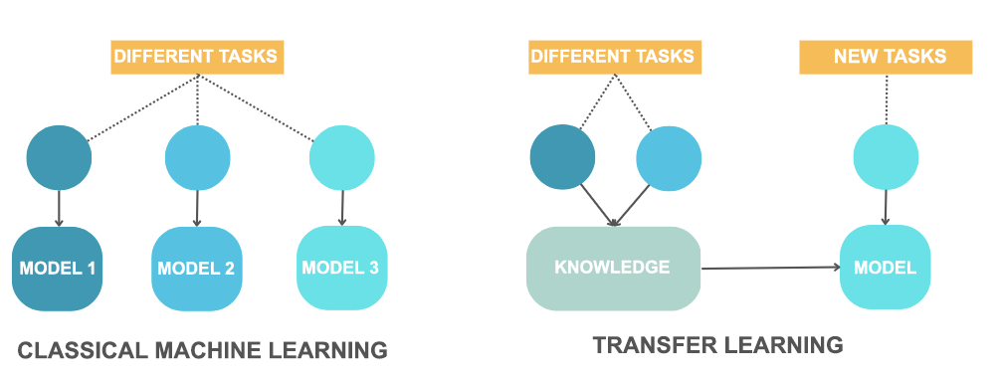 DIFFERENT TASKS
MODEL 1
MODEL 2
MODEL 3
CLASSICAL MACHINE LEARNING
DIFFERENT TASKS
NEW TASKS
KNOWLEDGE
MODEL
TRANSFER LEARNING